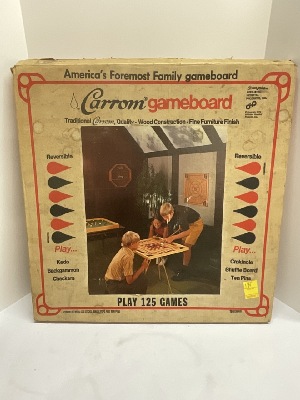 America's Foremost Family gameboard
Carrom gameboard
Traditional Carrom Quality - Wood Construction - Fine Furniture Finish
Reversible
Reversible
Play...
Keno
Backgammon
Checkers
Play...
Crokinole
Shuffle Board
Ten Pins
PLAY 125 GAMES